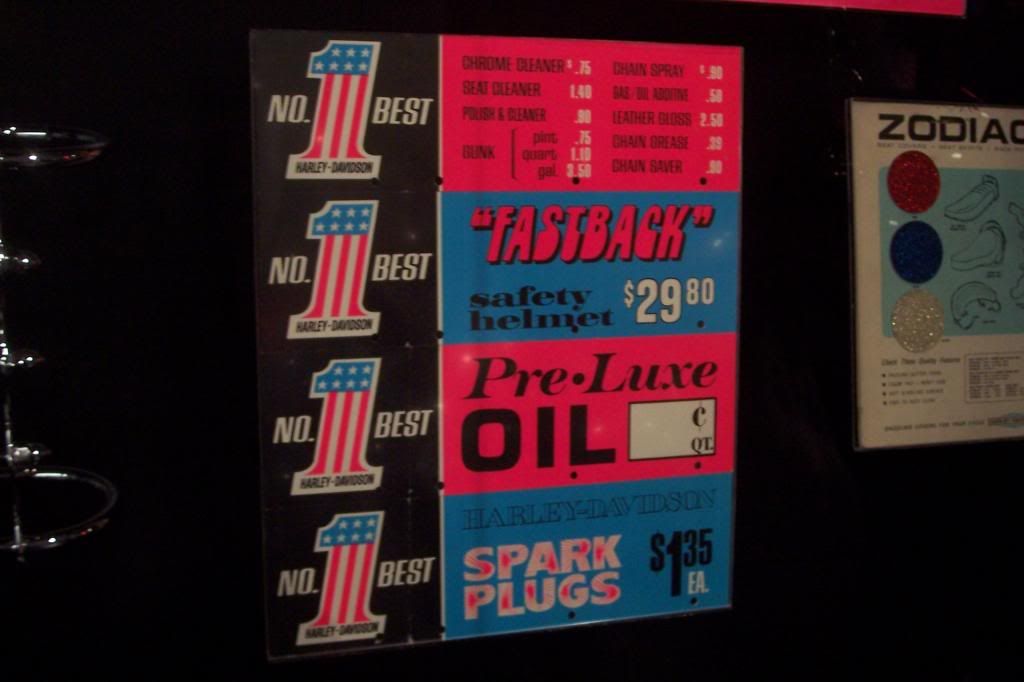 NO. 1 BEST
HARLEY-DAVIDSON
CHROME CLEANER $ .75
SEAT CLEANER 1.40
POLISH & CLEANER .90
GUNK pint .75
quart 1.10
gal. 3.50
CHAIN SPRAY $ .90
GAS/OIL ADDITIVE .50
LEATHER GLOSS 2.50
CHAIN GREASE .39
CHAIN SAVER .90
NO. 1 BEST
HARLEY-DAVIDSON
"FASTBACK"
safety
helmet
$29 80
NO. 1 BEST
HARLEY-DAVIDSON
Pre•Luxe
OIL
¢
QT.
NO. 1 BEST
HARLEY-DAVIDSON
HARLEY-DAVIDSON
SPARK
PLUGS
$1 35
EA.
ZODIAC